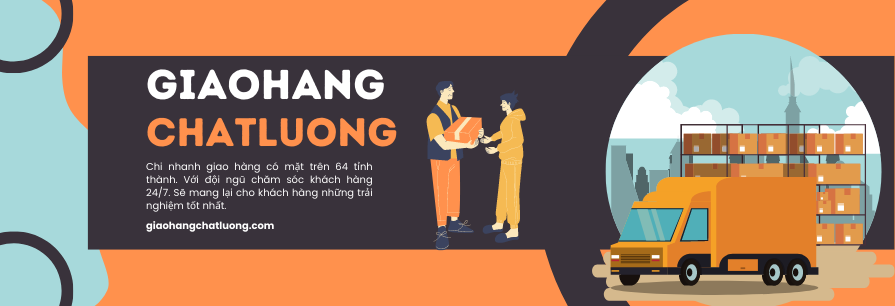 GIAOHANG
CHATLUONG
Chi nhanh giao hàng có mặt trên 64 tỉnh
thành. Với đội ngũ chăm sóc khách hàng
24/7. Sẽ mang lại cho khách hàng những trải
nghiệm tốt nhất.
giaohangchatluong.com